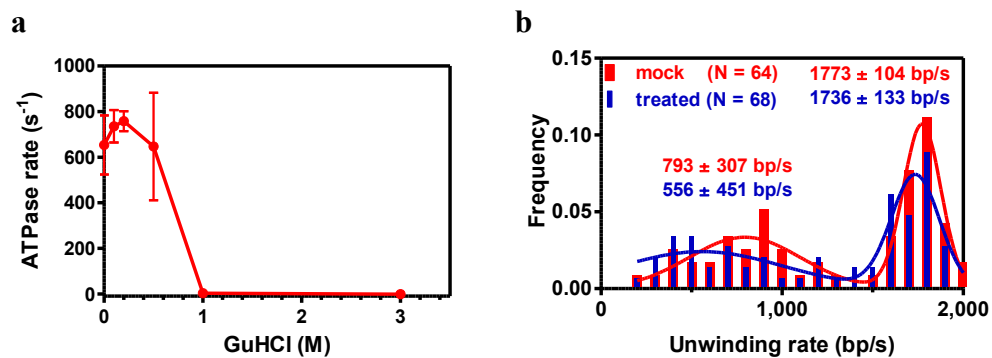 a
1000
800
600
400
200
0
ATPase rate (s⁻¹)
0 1 2 3
GuHCl (M)
b
0.15
0.10
0.05
0.00
Frequency
mock (N = 64) 1773 ± 104 bp/s
treated (N = 68) 1736 ± 133 bp/s
793 ± 307 bp/s
556 ± 451 bp/s
0 1,000 2,000
Unwinding rate (bp/s)